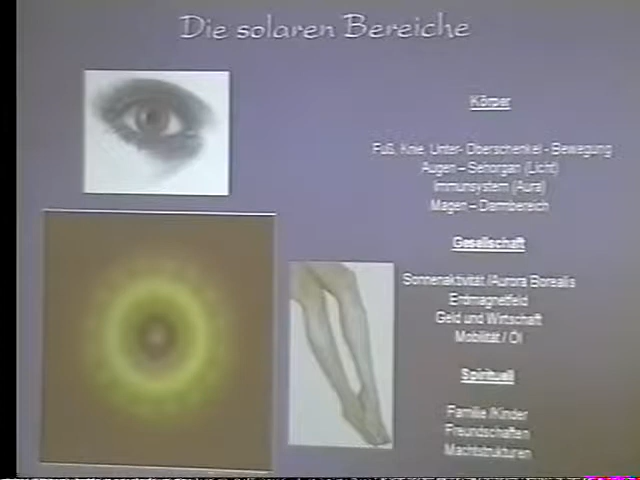 Die solaren Bereiche
Körper
Fuß, Knie, Unter- Oberschenkel - Bewegung
Augen – Sehorgan (Licht)
Immunsystem (Aura)
Magen – Darmbereich
Gesellschaft
Sonnenaktivität /Aurora Borealis
Erdmagnetfeld
Geld und Wirtschaft
Mobilität / Öl
Spirituell
Familie /Kinder
Freundschaften
Machtstrukturen